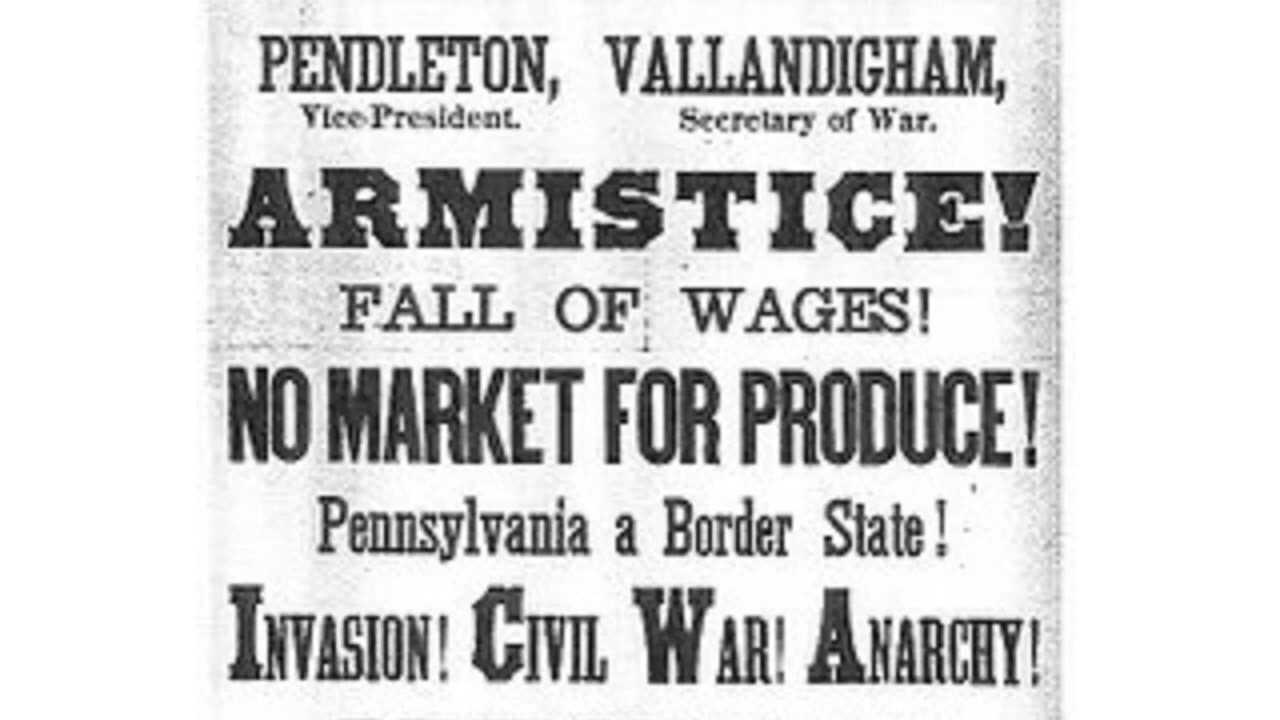 PENDLETON, VALLANDIGHAM,
Vice-President. Secretary of War.
ARMISTICE!
FALL OF WAGES!
NO MARKET FOR PRODUCE!
Pennsylvania a Border State!
INVASION! CIVIL WAR! ANARCHY!